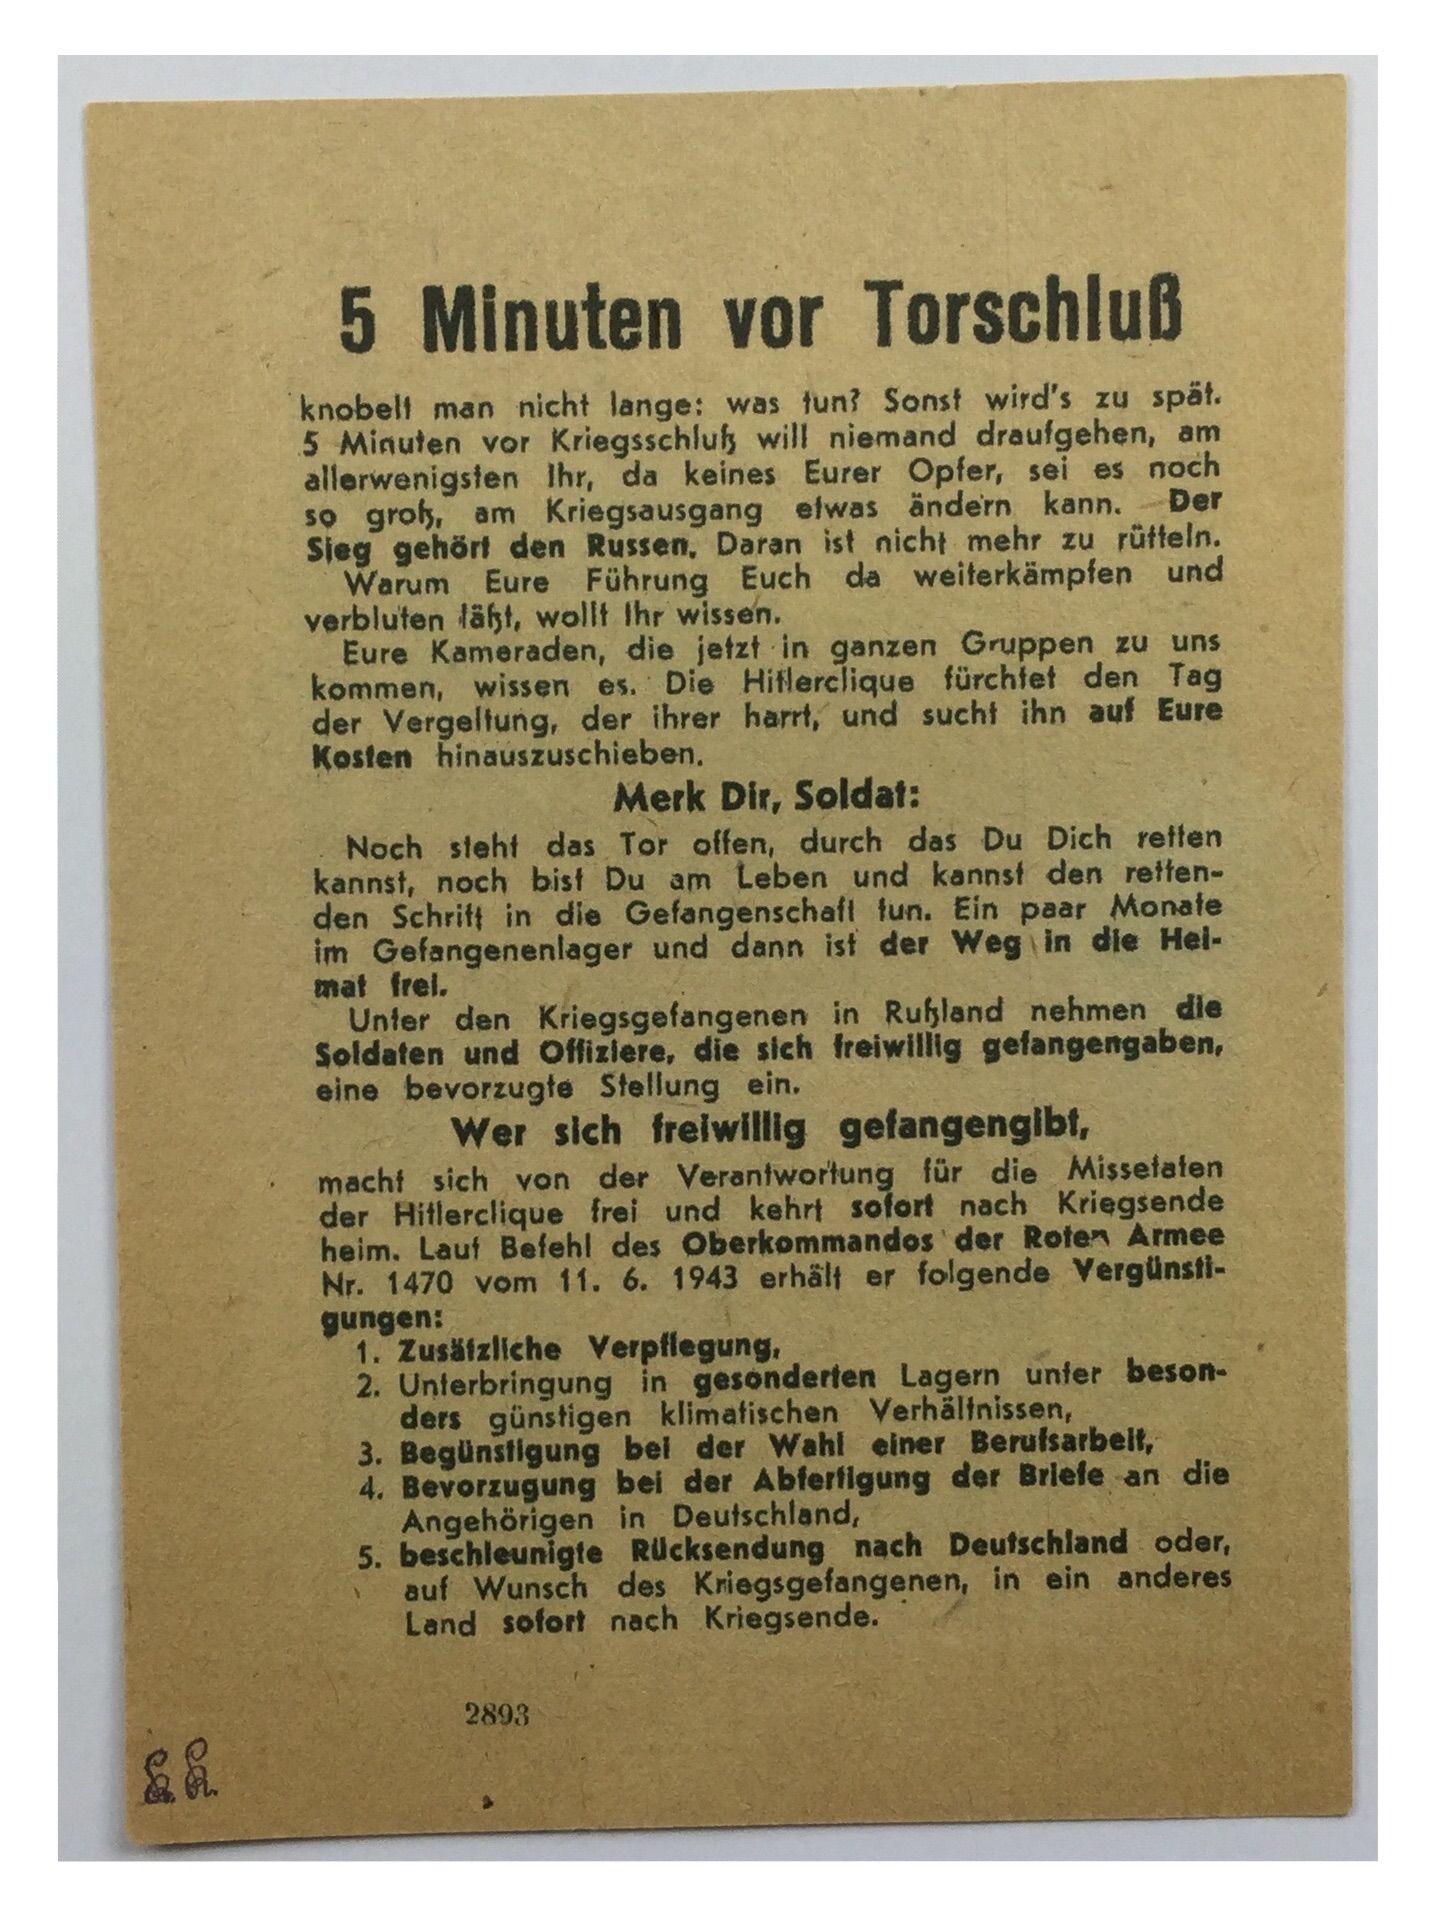 5 Minuten vor Torschluß
knobelt man nicht lange: was tun? Sonst wird's zu spät.
5 Minuten vor Kriegsschluß will niemand draufgehen, am
allerwenigsten Ihr, da keines Eurer Opfer, sei es noch
so groß, am Kriegsausgang etwas ändern kann. Der
Sieg gehört den Russen. Daran ist nicht mehr zu rütteln.
Warum Eure Führung Euch da weiterkämpfen und
verbluten läßt, wollt Ihr wissen.
Eure Kameraden, die jetzt in ganzen Gruppen zu uns
kommen, wissen es. Die Hitlerclique fürchtet den Tag
der Vergeltung, der ihrer harrt, und sucht ihn auf Eure
Kosten hinauszuschieben.
Merk Dir, Soldat:
Noch steht das Tor offen, durch das Du Dich retten
kannst, noch bist Du am Leben und kannst den retten-
den Schritt in die Gefangenschaft tun. Ein paar Monate
im Gefangenenlager und dann ist der Weg in die Hei-
mat frei.
Unter den Kriegsgefangenen in Rußland nehmen die
Soldaten und Offiziere, die sich freiwillig gefangengaben,
eine bevorzugte Stellung ein.
Wer sich freiwillig gefangengibt,
macht sich von der Verantwortung für die Missetaten
der Hitlerclique frei und kehrt sofort nach Kriegsende
heim. Laut Befehl des Oberkommandos der Roten Armee
Nr. 1470 vom 11. 6. 1943 erhält er folgende Vergünsti-
gungen:
1. Zusätzliche Verpflegung,
2. Unterbringung in gesonderten Lagern unter beson-
ders günstigen klimatischen Verhältnissen,
3. Begünstigung bei der Wahl einer Berufsarbeit,
4. Bevorzugung bei der Abfertigung der Briefe an die
Angehörigen in Deutschland,
5. beschleunigte Rücksendung nach Deutschland oder,
auf Wunsch des Kriegsgefangenen, in ein anderes
Land sofort nach Kriegsende.
2893